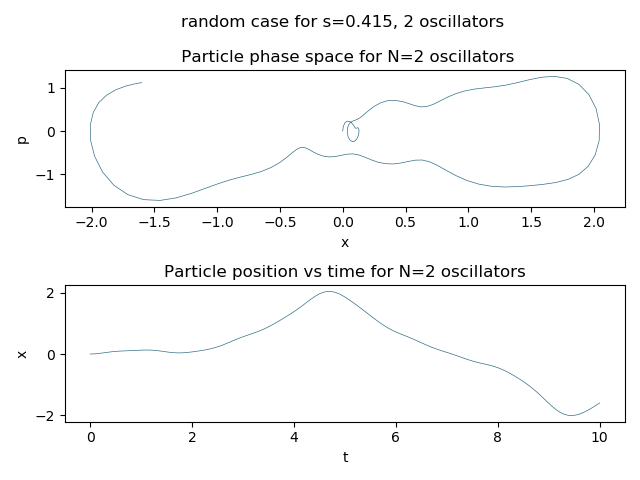 random case for s=0.415, 2 oscillators
Particle phase space for N=2 oscillators
1
0
−1
p
−2.0 −1.5 −1.0 −0.5 0.0 0.5 1.0 1.5 2.0
x
Particle position vs time for N=2 oscillators
2
0
−2
x
0 2 4 6 8 10
t